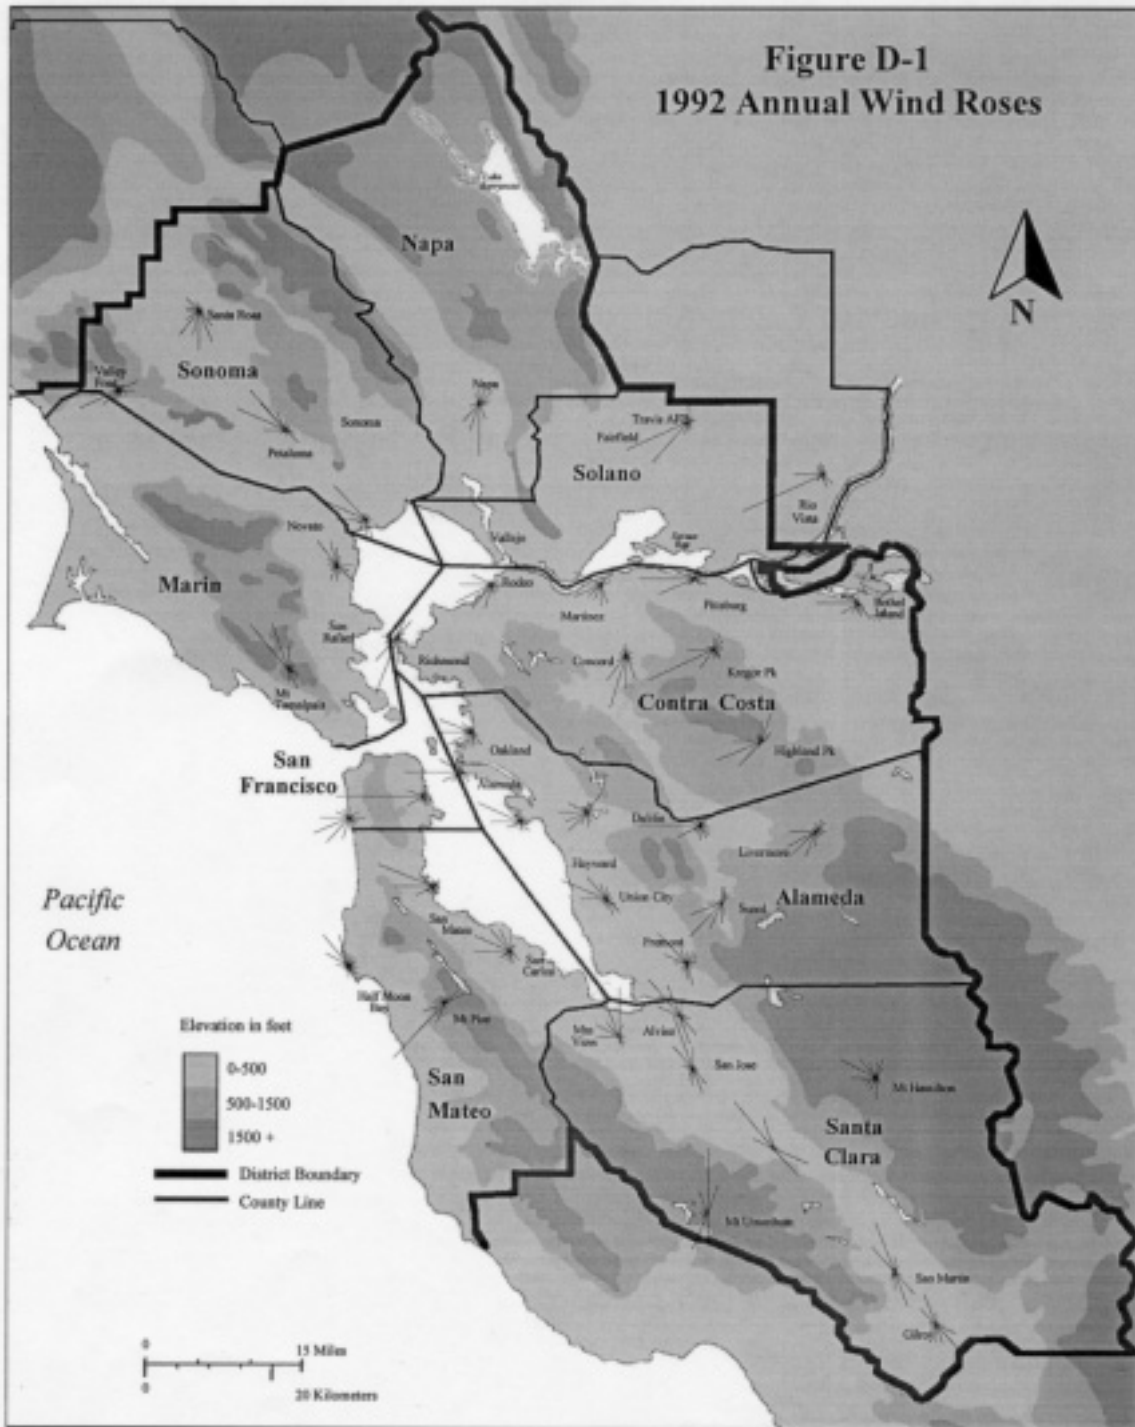 Figure D-1
1992 Annual Wind Roses
N
Napa
Santa Rosa
Sonoma
Valley
Ford
Napa
Sonoma
Petaluma
Travis AFB
Fairfield
Solano
Rio
Vista
Novato
Vallejo
Marin
Rodeo
Martinez
Pittsburg
Bethel
Island
San
Rafael
Richmond
Concord
Kregor Pk
Mt
Tamalpais
Contra Costa
Highland Pk
Oakland
San
Francisco
Alameda
Dublin
Livermore
Hayward
Union City
Sunol
Alameda
Pacific
Ocean
San
Mateo
Fremont
San
Carlos
Half Moon
Bay
Mt Pise
Elevation in feet
0-500
500-1500
1500 +
District Boundary
County Line
Mtn
View
Alviso
San Jose
Mt Hamilton
San
Mateo
Santa
Clara
Mt Umunhum
San Martin
Gilroy
0
15 Miles
0
20 Kilometers